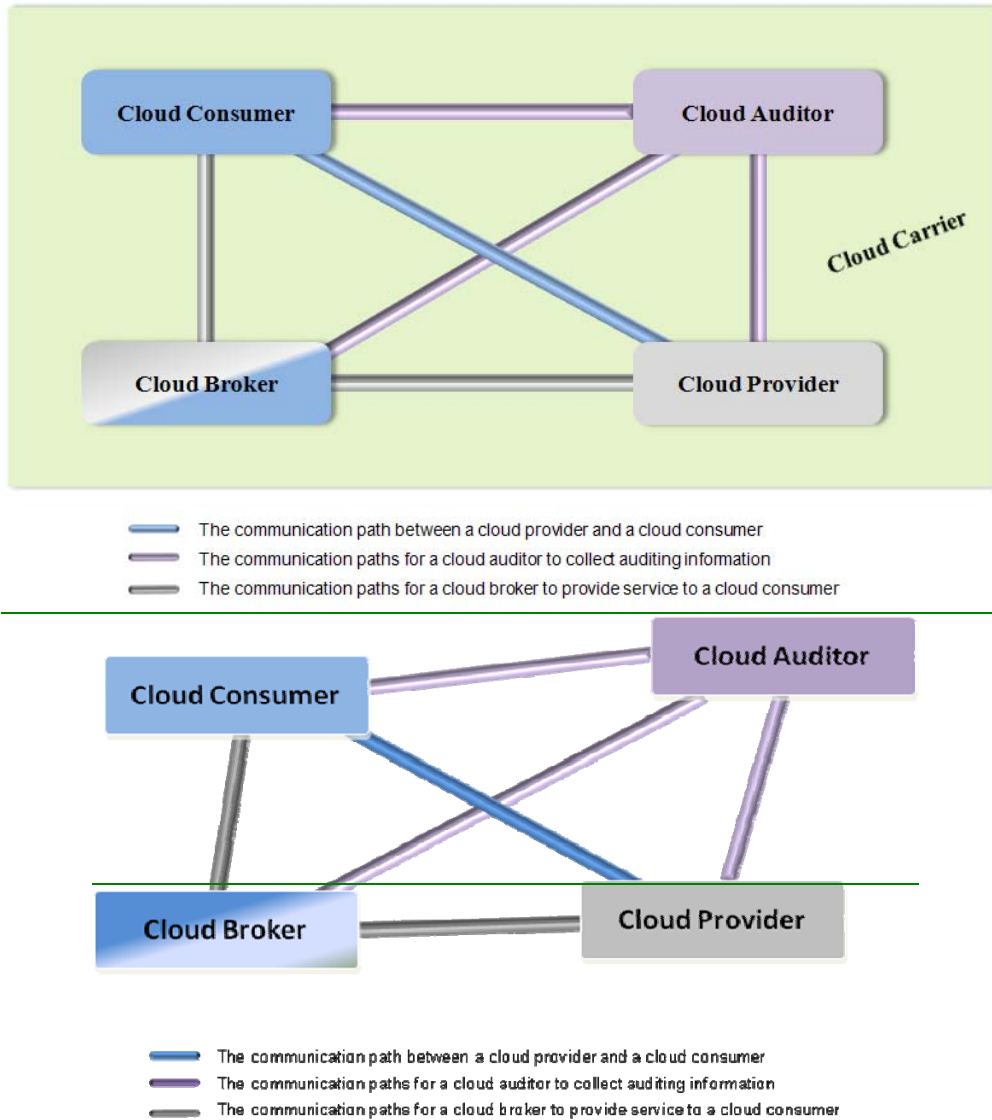 Cloud Consumer
Cloud Auditor
Cloud Carrier
Cloud Broker
Cloud Provider
The communication path between a cloud provider and a cloud consumer
The communication paths for a cloud auditor to collect auditing information
The communication paths for a cloud broker to provide service to a cloud consumer
Cloud Auditor
Cloud Consumer
Cloud Broker
Cloud Provider
The communication path between a cloud provider and a cloud consumer
The communication paths for a cloud auditor to collect auditing information
The communication paths for a cloud broker to provide service to a cloud consumer